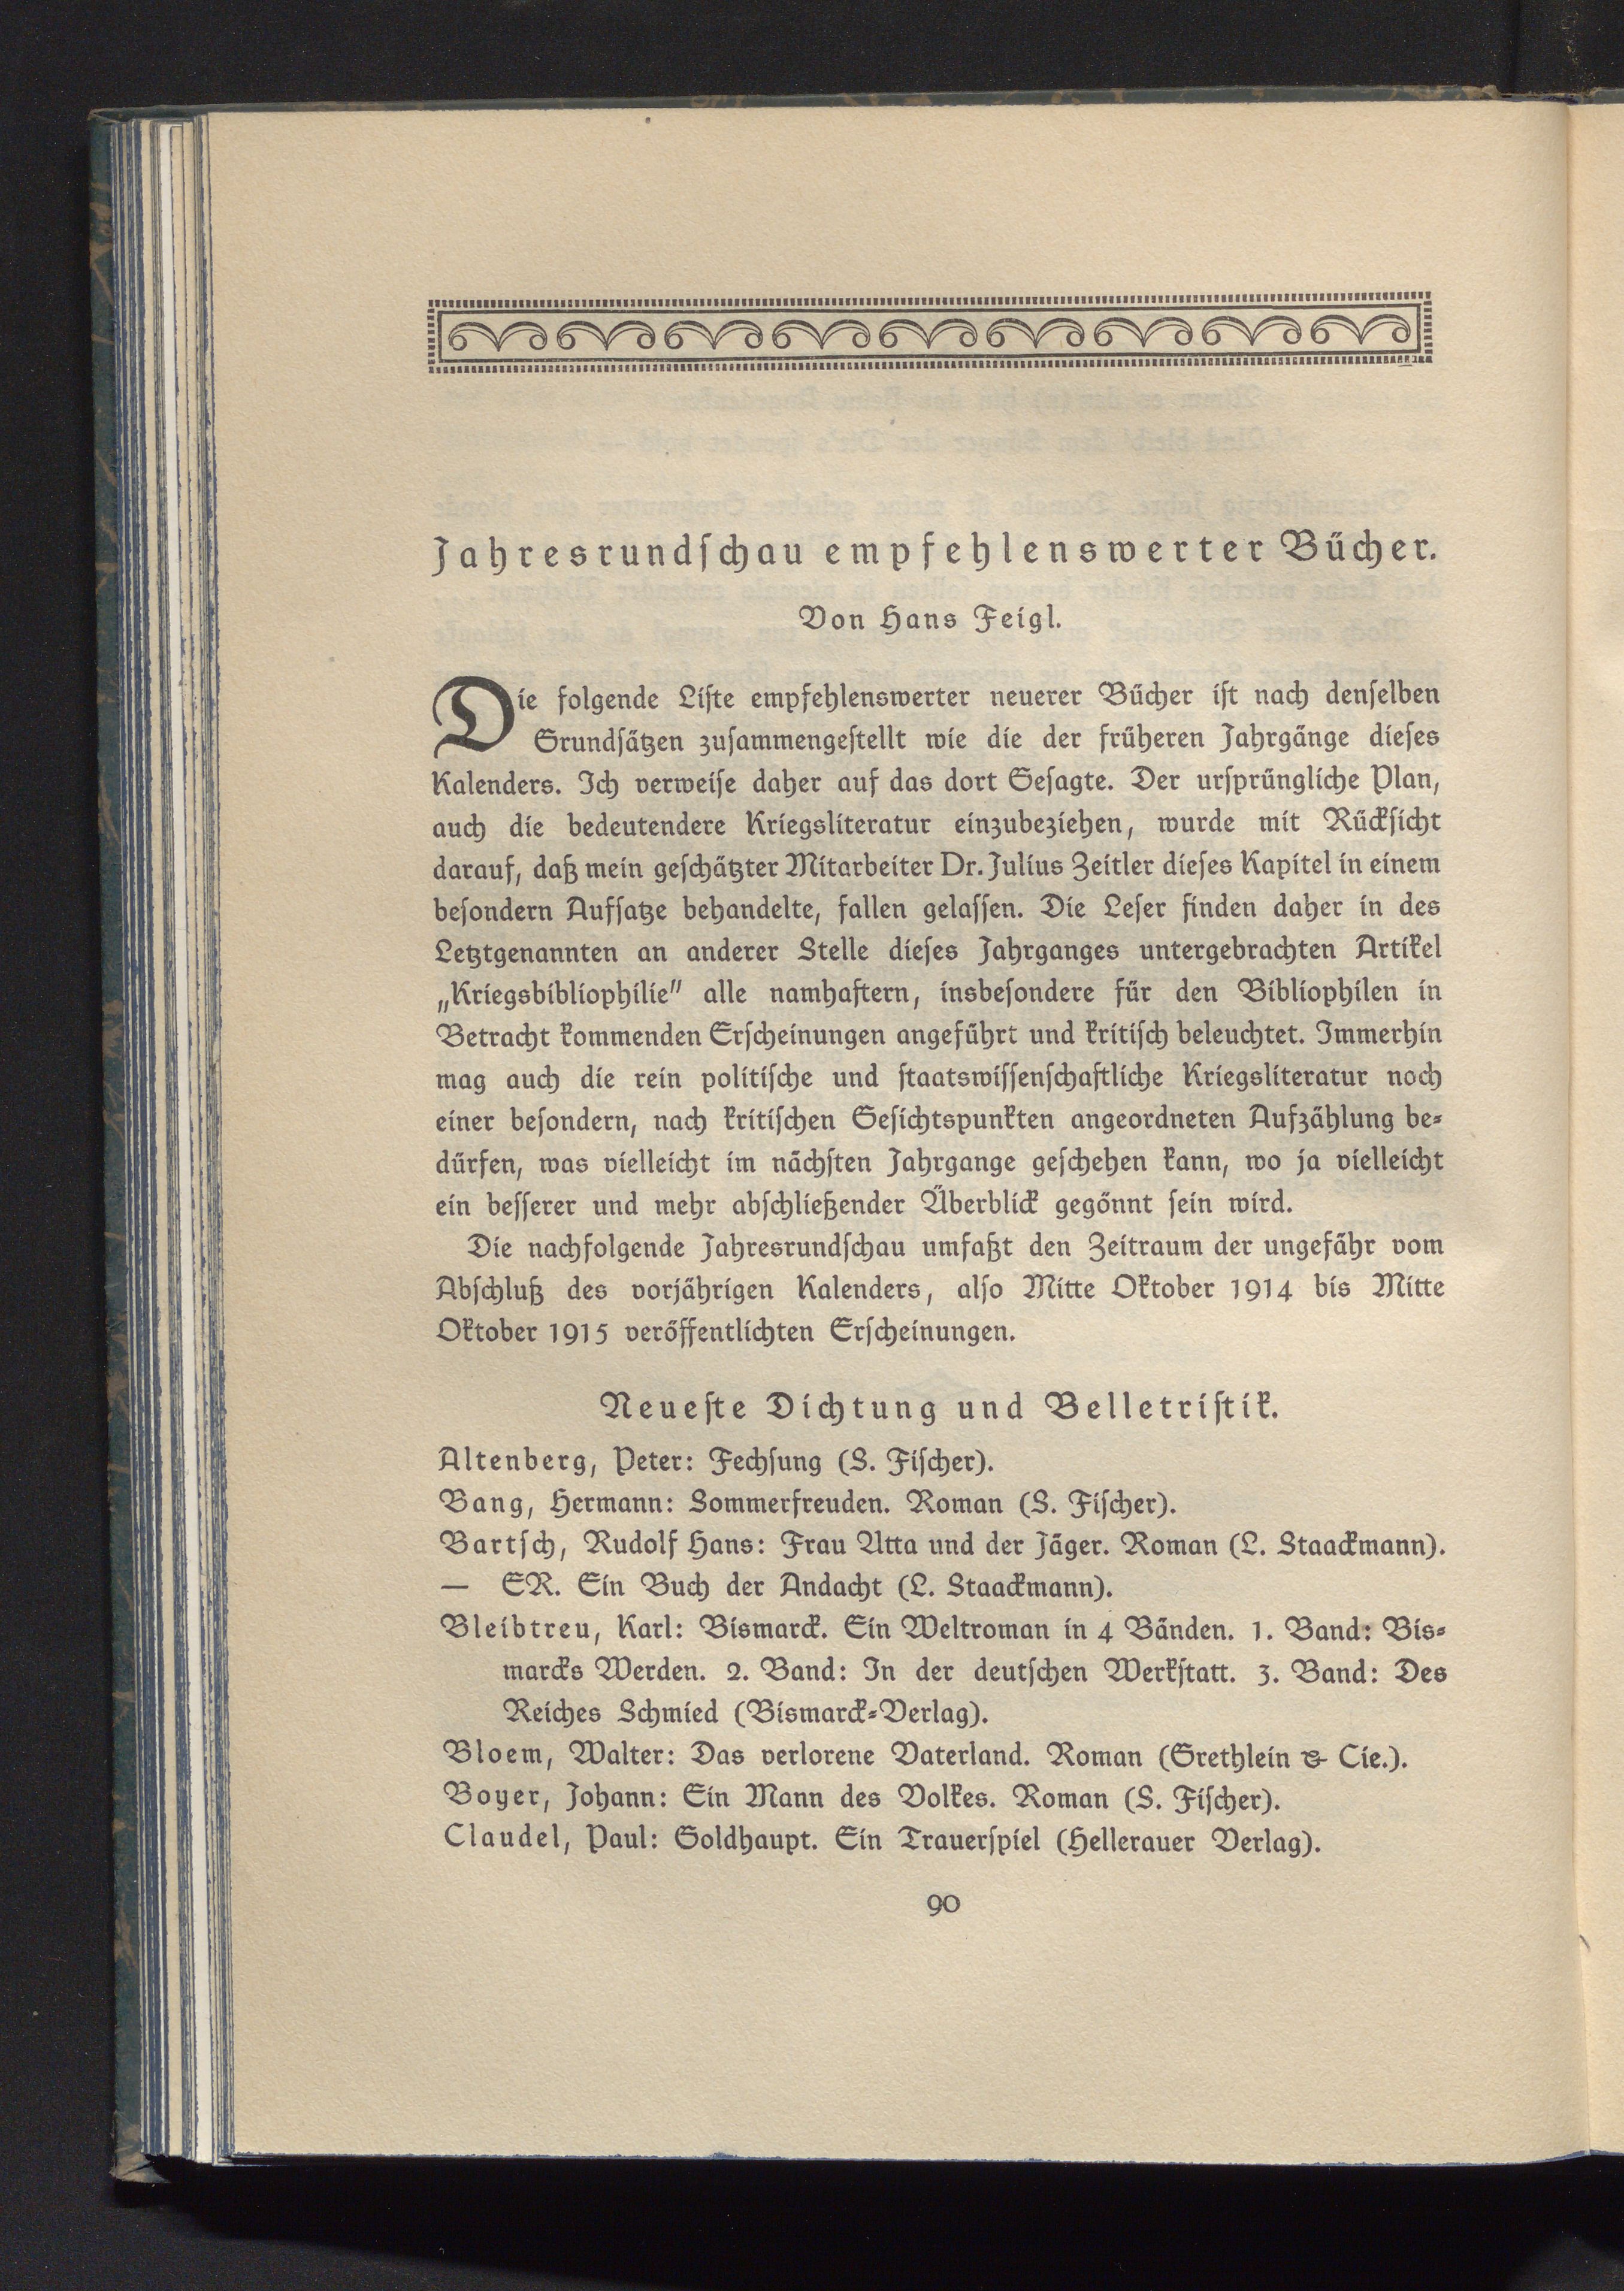 Jahresrundſchau empfehlenswerter Bücher.
Von Hans Feigl.
Die folgende Liſte empfehlenswerter neuerer Bücher iſt nach denſelben
Grundſätzen zuſammengeſtellt wie die der früheren Jahrgänge dieſes
Kalenders. Ich verweiſe daher auf das dort Geſagte. Der urſprüngliche Plan,
auch die bedeutendere Kriegsliteratur einzubeziehen, wurde mit Rückſicht
darauf, daß mein geſchätzter Mitarbeiter Dr. Julius Zeitler dieſes Kapitel in einem
beſondern Aufſatze behandelte, fallen gelaſſen. Die Leſer finden daher in des
Letztgenannten an anderer Stelle dieſes Jahrganges untergebrachten Artikel
„Kriegsbibliophilie" alle namhaftern, insbeſondere für den Bibliophilen in
Betracht kommenden Erſcheinungen angeführt und kritiſch beleuchtet. Immerhin
mag auch die rein politiſche und ſtaatswiſſenſchaftliche Kriegsliteratur noch
einer beſondern, nach kritiſchen Geſichtspunkten angeordneten Aufzählung be⸗
dürfen, was vielleicht im nächſten Jahrgange geſchehen kann, wo ja vielleicht
ein beſſerer und mehr abſchließender Überblick gegönnt ſein wird.
Die nachfolgende Jahresrundſchau umfaßt den Zeitraum der ungefähr vom
Abſchluß des vorjährigen Kalenders, alſo Mitte Oktober 1914 bis Mitte
Oktober 1915 veröffentlichten Erſcheinungen.
Neueſte Dichtung und Belletriſtik.
Altenberg, Peter: Fechſung (S. Fiſcher).
Bang, Hermann: Sommerfreuden. Roman (S. Fiſcher).
Bartſch, Rudolf Hans: Frau Utta und der Jäger. Roman (L. Staackmann).
— ER. Ein Buch der Andacht (L. Staackmann).
Bleibtreu, Karl: Bismarck. Ein Weltroman in 4 Bänden. 1. Band: Bis⸗
marcks Werden. 2. Band: In der deutſchen Werkſtatt. 3. Band: Des
Reiches Schmied (Bismarck⸗Verlag).
Bloem, Walter: Das verlorene Vaterland. Roman (Grethlein & Cie.).
Boyer, Johann: Ein Mann des Volkes. Roman (S. Fiſcher).
Claudel, Paul: Goldhaupt. Ein Trauerſpiel (Hellerauer Verlag).
90